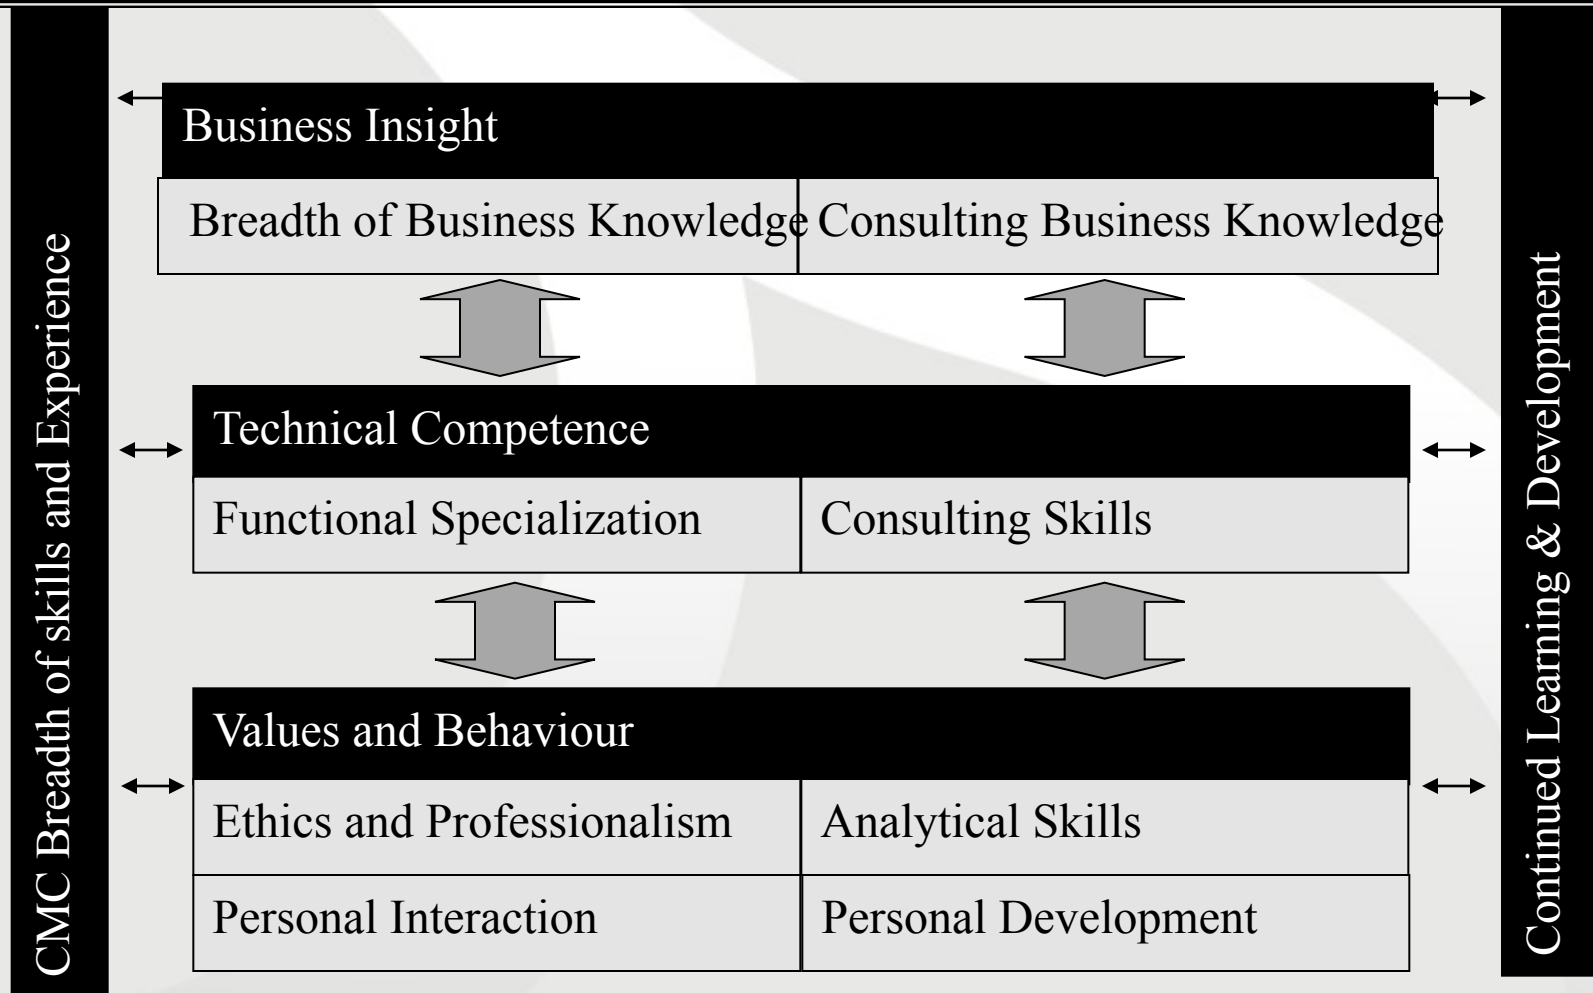 CMC Breadth of skills and Experience
Business Insight
Breadth of Business Knowledge
Consulting Business Knowledge
Technical Competence
Functional Specialization
Consulting Skills
Values and Behaviour
Ethics and Professionalism
Analytical Skills
Personal Interaction
Personal Development
Continued Learning & Development